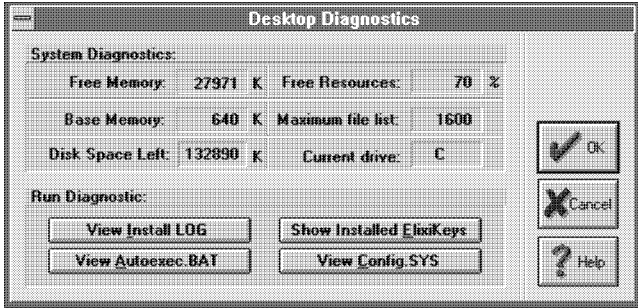 Desktop Diagnostics
System Diagnostics:
Free Memory: 27971 K Free Resources: 70 %
Base Memory: 640 K Maximum file list: 1600
Disk Space Left: 132890 K Current drive: C
OK
Run Diagnostic:
Cancel
View Install LOG Show Installed ElixiKeys
View Autoexec.BAT View Config.SYS
Help